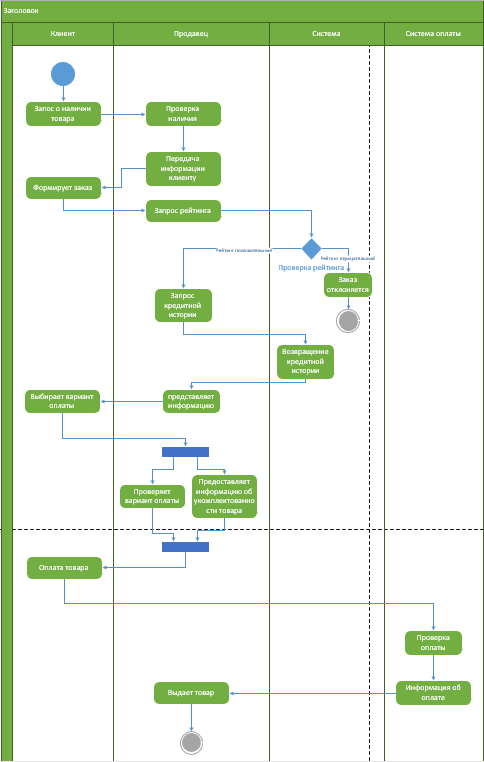 Заголовок
Клиент
Продавец
Система
Система оплаты
Запос о наличии
товара
Проверка
наличия
Передача
информации
клиенту
Формирует заказ
Запрос рейтинга
Рейтинг положительный
Рейтинг отрицательный
Проверка рейтинга
Заказ
отклоняется
Запрос
кредитной
истории
Возвращение
кредитной
истории
Выбирает вариант
оплаты
представляет
информацию
Проверяет
вариант оплаты
Предоставляет
информацию об
укомплектованно
сти товара
Оплата товара
Проверка
оплаты
Информация об
оплате
Выдает товар